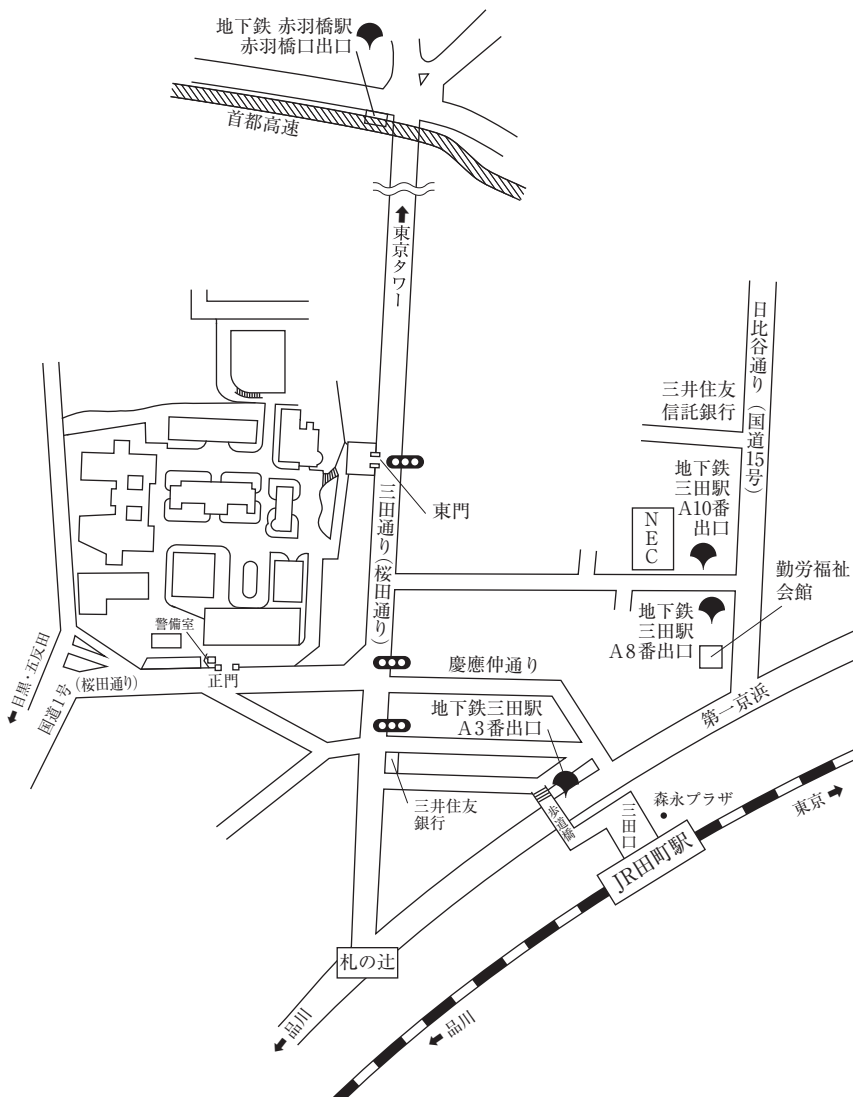 地下鉄 赤羽橋駅
赤羽橋口出口
首都高速
東京タワー
日比谷通り（国道15号）
三井住友
信託銀行
地下鉄
三田駅
A10番
出口
NEC
東門
三田通り（桜田通り）
勤労福祉
会館
地下鉄
三田駅
A8番出口
警備室
正門
目黒・五反田
国道1号
（桜田通り）
慶應仲通り
第一京浜
地下鉄三田駅
A3番出口
三井住友
銀行
歩道橋
三田口
森永プラザ
東京
JR田町駅
札の辻
品川
品川